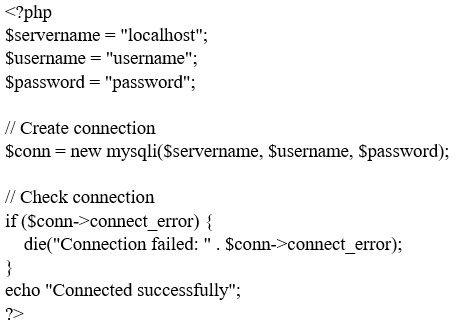 <?php
$servername = "localhost";
$username = "username";
$password = "password";

// Create connection
$conn = new mysqli($servername, $username, $password);

// Check connection
if ($conn->connect_error) {
    die("Connection failed: " . $conn->connect_error);
}
echo "Connected successfully";
?>